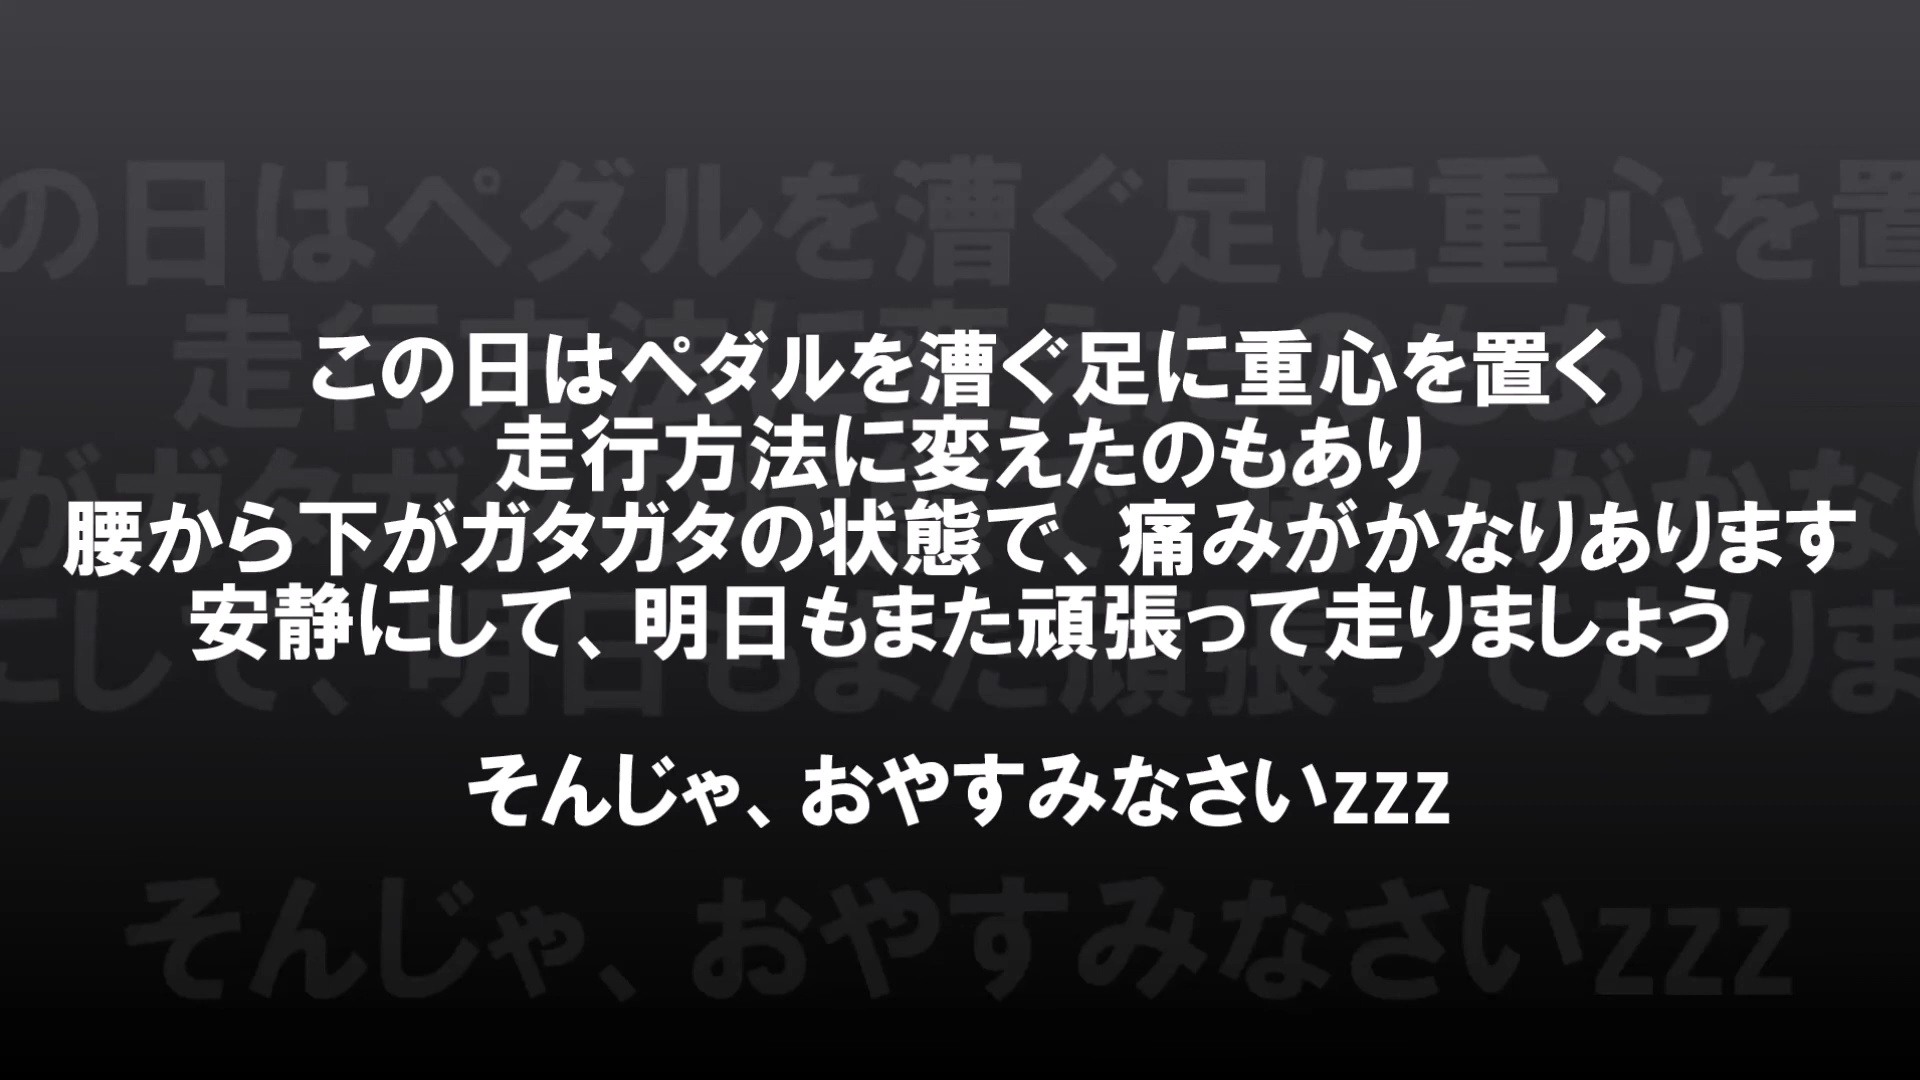 この日はペダルを漕ぐ足に重心を置く
走行方法に変えたのもあり
腰から下がガタガタの状態で、痛みがかなりあります
安静にして、明日もまた頑張って走りましょう
そんじゃ、おやすみなさいzzz